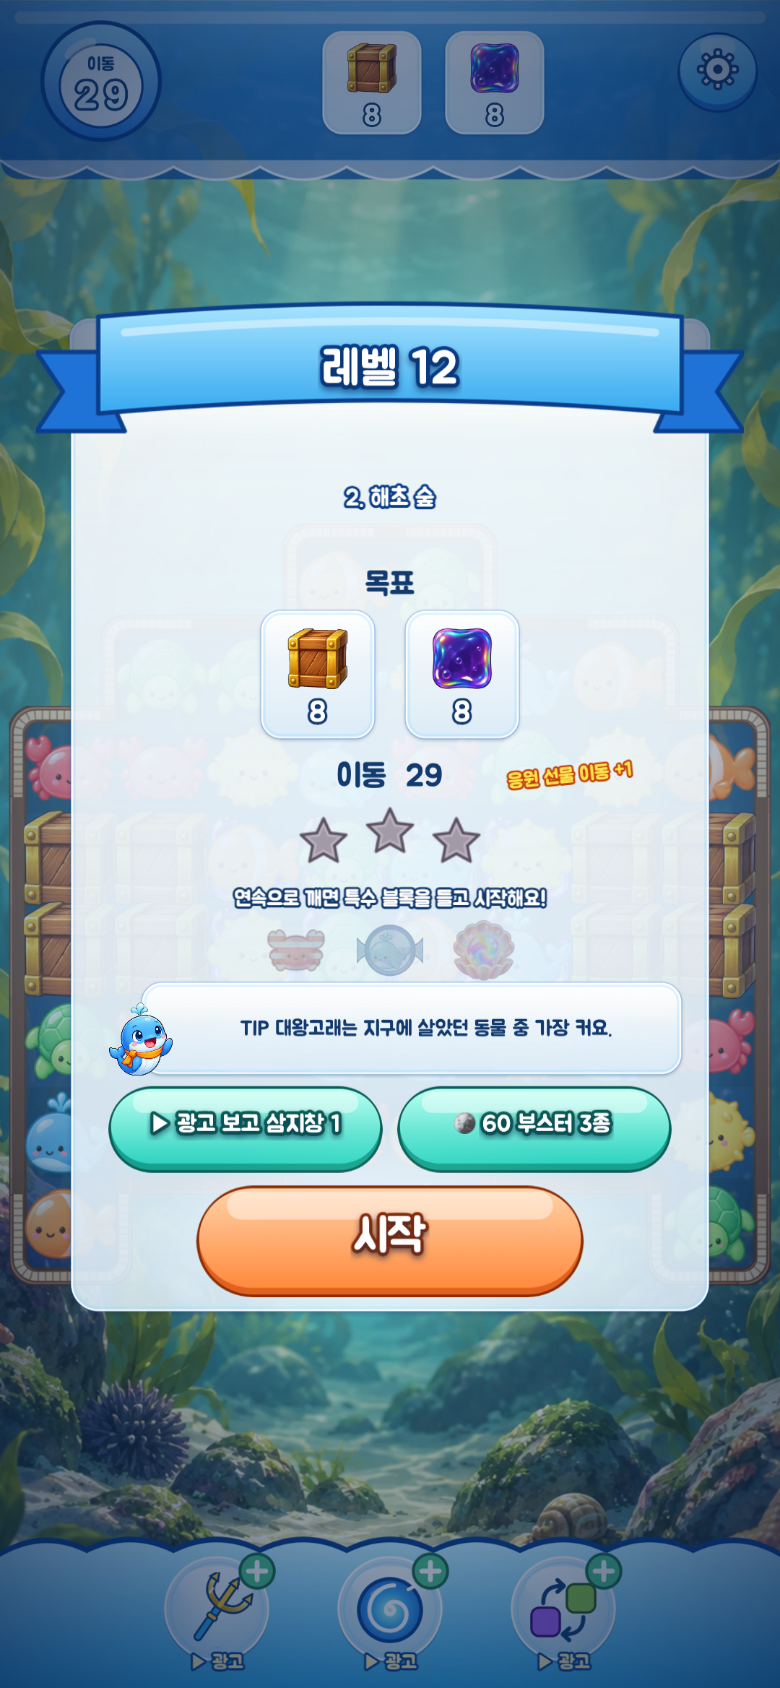 이동
29
8
8
레벨 12
2. 해초 숲
목표
8
8
이동 29
응원 선물 이동 +1
연속으로 깨면 특수 블록을 들고 시작해요!
TIP 대왕고래는 지구에 살았던 동물 중 가장 커요.
▶ 광고 보고 삼지창 1
60 부스터 3종
시작
▶ 광고
▶ 광고
▶ 광고